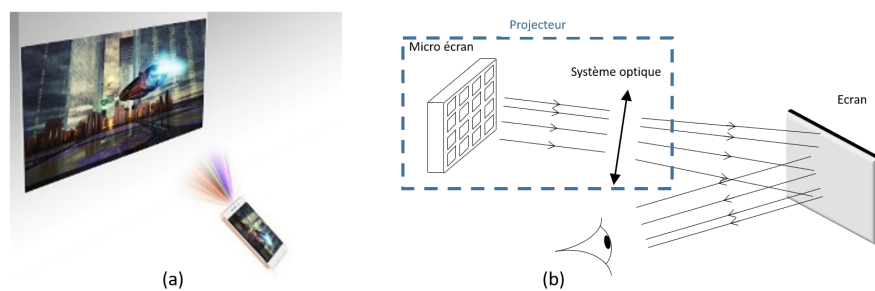 Projecteur
Micro écran
Système optique
Ecran
(a)
(b)